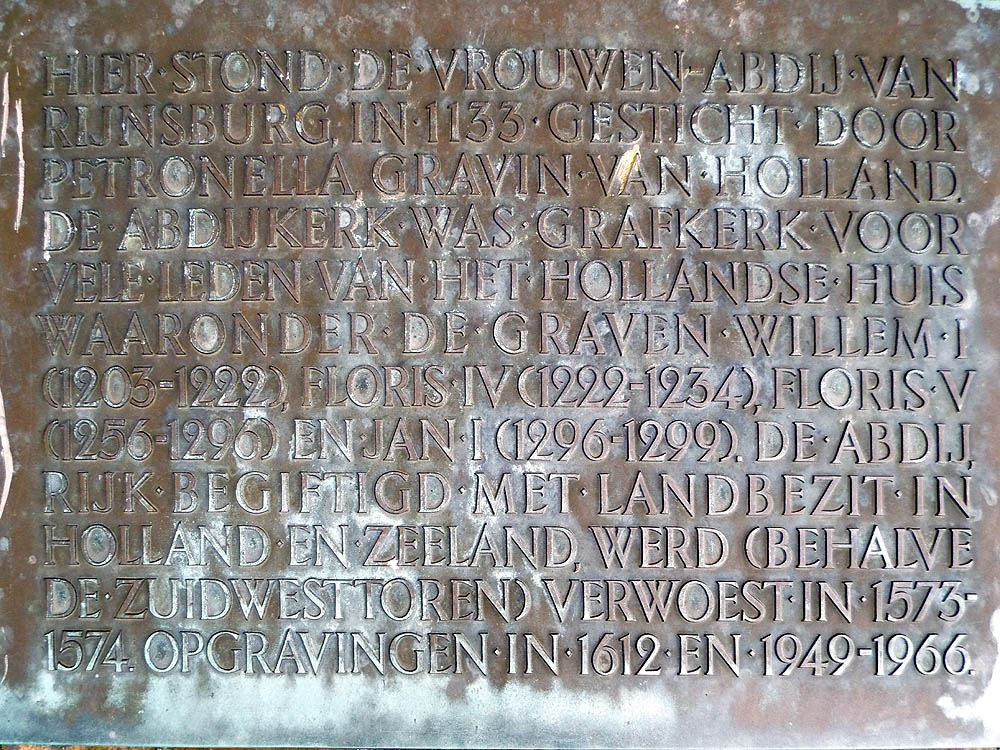 HIER·STOND·DE·VROUWEN-ABDIJ·VAN
RIJNSBURG, IN·1133·GESTICHT·DOOR
PETRONELLA, GRAVIN·VAN·HOLLAND.
DE·ABDIJKERK·WAS·GRAFKERK·VOOR
VELE·LEDEN·VAN·HET·HOLLANDSE·HUIS
WAARONDER·DE·GRAVEN·WILLEM·I
(1203-1222), FLORIS·IV (1222-1234), FLORIS·V
(1256-1296) EN·JAN·I (1296-1299). DE·ABDIJ,
RIJK·BEGIFTIGD·MET·LANDBEZIT·IN
HOLLAND·EN·ZEELAND, WERD (BEHALVE
DE·ZUIDWESTTOREN) VERWOEST·IN·1573-
1574. OPGRAVINGEN·IN·1612·EN·1949-1966.